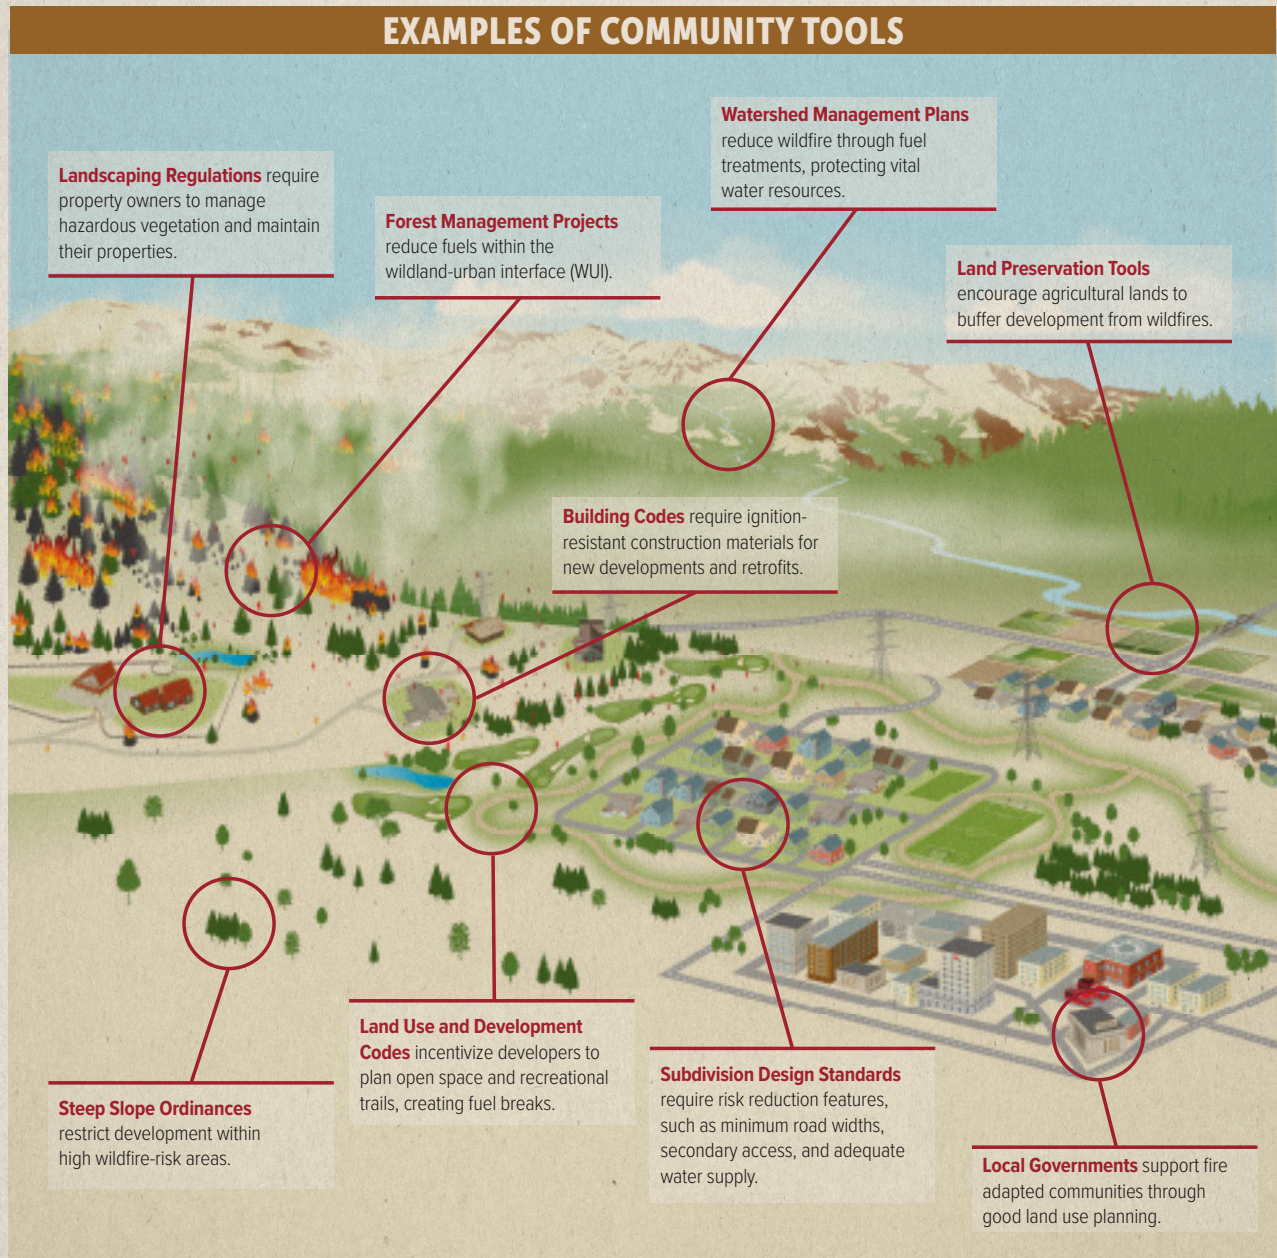 EXAMPLES OF COMMUNITY TOOLS
Watershed Management Plans
reduce wildfire through fuel
treatments, protecting vital
water resources.
Landscaping Regulations require
property owners to manage
hazardous vegetation and maintain
their properties.
Forest Management Projects
reduce fuels within the
wildland-urban interface (WUI).
Land Preservation Tools
encourage agricultural lands to
buffer development from wildfires.
Building Codes require ignition-
resistant construction materials for
new developments and retrofits.
Steep Slope Ordinances
restrict development within
high wildfire-risk areas.
Land Use and Development
Codes incentivize developers to
plan open space and recreational
trails, creating fuel breaks.
Subdivision Design Standards
require risk reduction features,
such as minimum road widths,
secondary access, and adequate
water supply.
Local Governments support fire
adapted communities through
good land use planning.